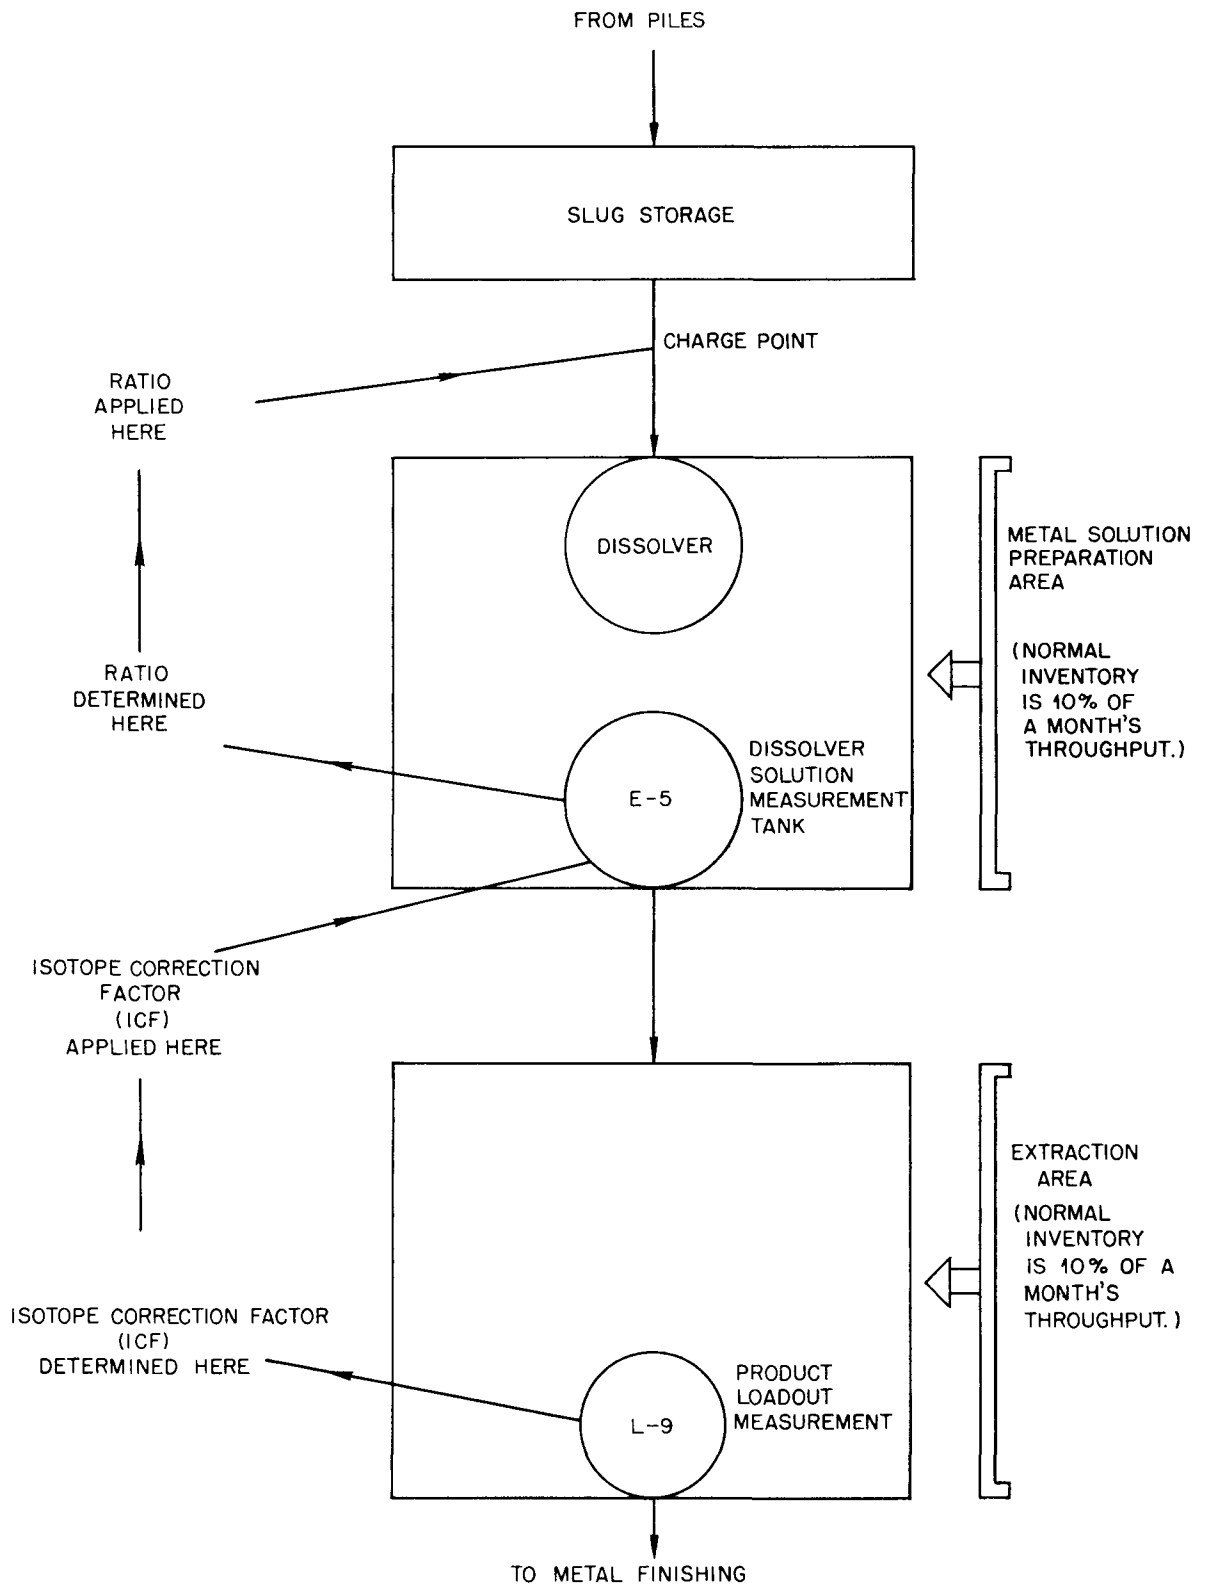 FROM PILES
SLUG STORAGE
CHARGE POINT
RATIO
APPLIED
HERE
DISSOLVER
METAL SOLUTION
PREPARATION
AREA
(NORMAL
INVENTORY
IS 10% OF
A MONTH'S
THROUGHPUT.)
RATIO
DETERMINED
HERE
E-5
DISSOLVER
SOLUTION
MEASUREMENT
TANK
ISOTOPE CORRECTION
FACTOR
(ICF)
APPLIED HERE
EXTRACTION
AREA
(NORMAL
INVENTORY
IS 10% OF A
MONTH'S
THROUGHPUT.)
ISOTOPE CORRECTION FACTOR
(ICF)
DETERMINED HERE
L-9
PRODUCT
LOADOUT
MEASUREMENT
TO METAL FINISHING